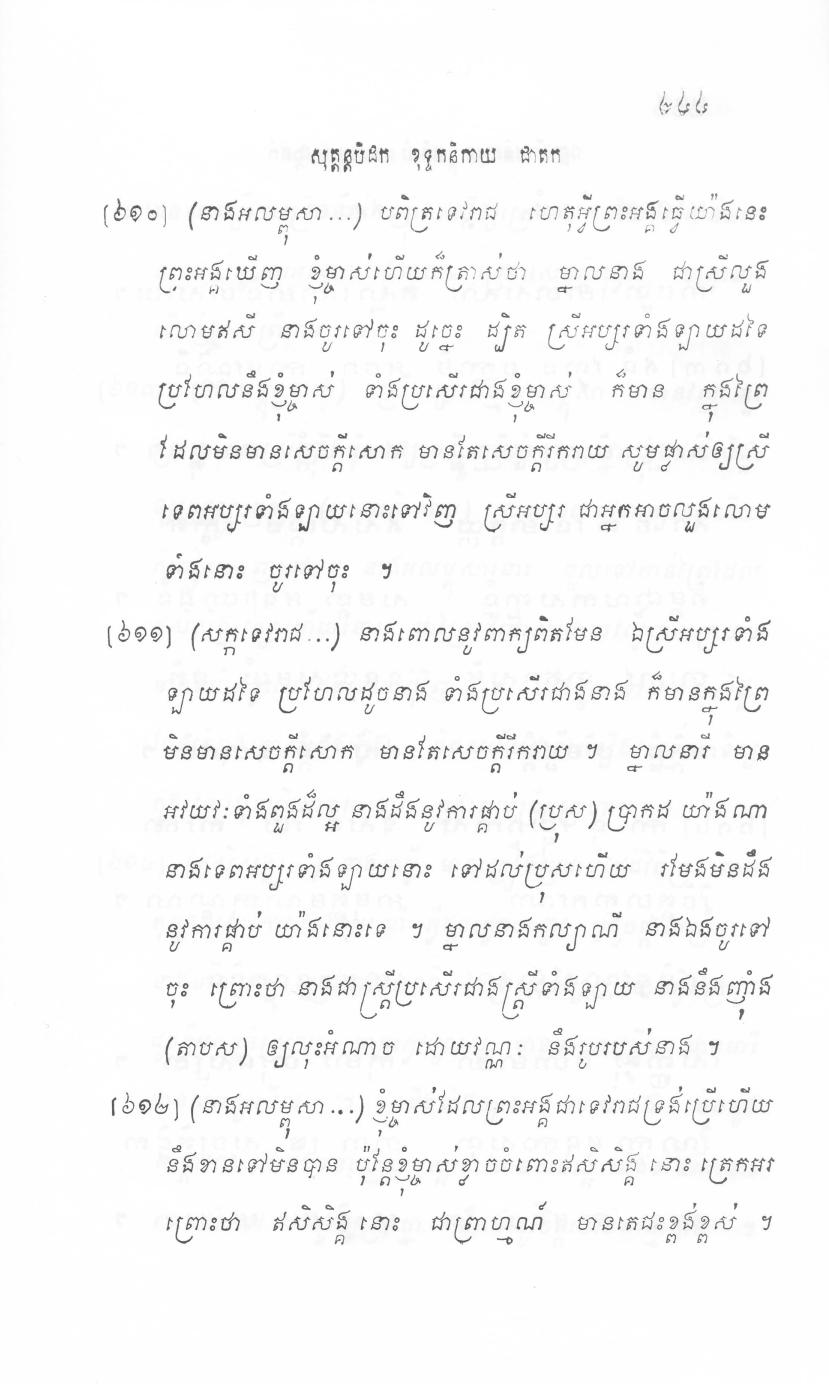 ៤៤៤
សុត្តន្តបិដក ខុទ្ទកនិកាយ ជាតក
[៦១០] (នាងអលម្ពុសា...) បពិត្រទេវរាជ ហេតុអ្វីព្រះអង្គធ្វើយ៉ាងនេះ
ព្រះអង្គឃើញ ខ្ញុំម្ចាស់ហើយក៏ត្រាស់ថា ម្នាលនាង ជាស្រីលួង
លោមឥសី នាងចូរទៅចុះ ដូច្នេះ ដ្បិត ស្រីអប្សរទាំងឡាយដទៃ
ប្រហែលនឹងខ្ញុំម្ចាស់ ទាំងប្រសើរជាងខ្ញុំម្ចាស់ ក៏មាន ក្នុងព្រៃ
ដែលមិនមានសេចក្តីសោក មានតែសេចក្តីរីករាយ សូមផ្លាស់ឲ្យស្រី
ទេពអប្សរទាំងឡាយនោះទៅវិញ ស្រីអប្សរ ជាអ្នកអាចលួងលោម
ទាំងនោះ ចូរទៅចុះ ។
[៦១១] (សក្កទេវរាជ...) នាងពោលនូវពាក្យពិតមែន ឯស្រីអប្សរទាំង
ឡាយដទៃ ប្រហែលដូចនាង ទាំងប្រសើរជាងនាង ក៏មានក្នុងព្រៃ
មិនមានសេចក្តីសោក មានតែសេចក្តីរីករាយ ។ ម្នាលនារី មាន
អវយវៈទាំងពួងដ៏ល្អ នាងដឹងនូវការផ្គាប់ (ប្រុស) ប្រាកដ យ៉ាងណា
នាងទេពអប្សរទាំងឡាយនោះ ទៅដល់ប្រុសហើយ រមែងមិនដឹង
នូវការផ្គាប់ យ៉ាងនោះទេ ។ ម្នាលនាងកល្យាណី នាងឯងចូរទៅ
ចុះ ព្រោះថា នាងជាស្ត្រីប្រសើរជាងស្ត្រីទាំងឡាយ នាងនឹងញ៉ាំង
(តាបស) ឲ្យលុះអំណាច ដោយវណ្ណៈ នឹងរូបរបស់នាង ។
[៦១២] (នាងអលម្ពុសា...) ខ្ញុំម្ចាស់ដែលព្រះអង្គជាទេវរាជទ្រង់ប្រើហើយ
នឹងខានទៅមិនបាន ប៉ុន្តែខ្ញុំម្ចាស់ខ្លាចចំពោះឥសិសិង្គ នោះ ត្រេកអរ
ព្រោះថា ឥសិសិង្គនោះ ជាព្រាហ្មណ៍ មានតេជះខ្ពង់ខ្ពស់ ។